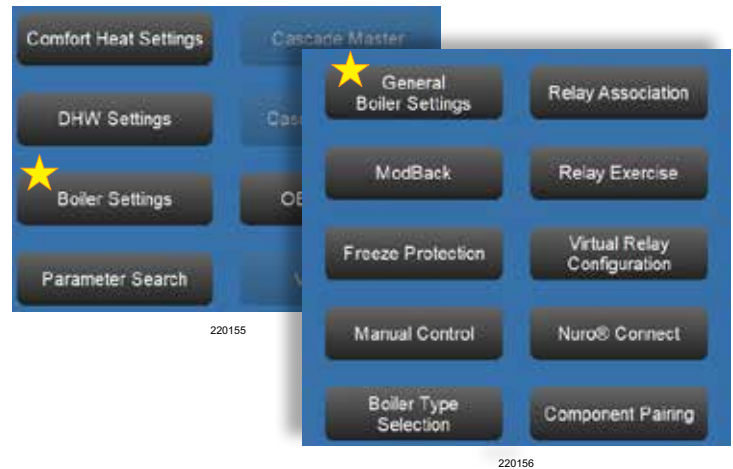 Comfort Heat Settings
Cascade Master
DHW Settings
Boiler Settings
Parameter Search
220155
General
Boiler Settings
Relay Association
ModBack
Relay Exercise
Freeze Protection
Virtual Relay
Configuration
Manual Control
Nuro® Connect
Boiler Type
Selection
Component Pairing
220156